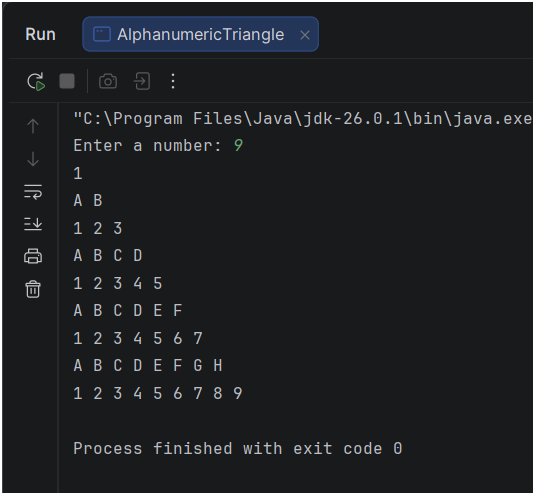 Run AlphanumericTriangle
"C:\Program Files\Java\jdk-26.0.1\bin\java.exe
Enter a number: 9
1
A B
1 2 3
A B C D
1 2 3 4 5
A B C D E F
1 2 3 4 5 6 7
A B C D E F G H
1 2 3 4 5 6 7 8 9
Process finished with exit code 0